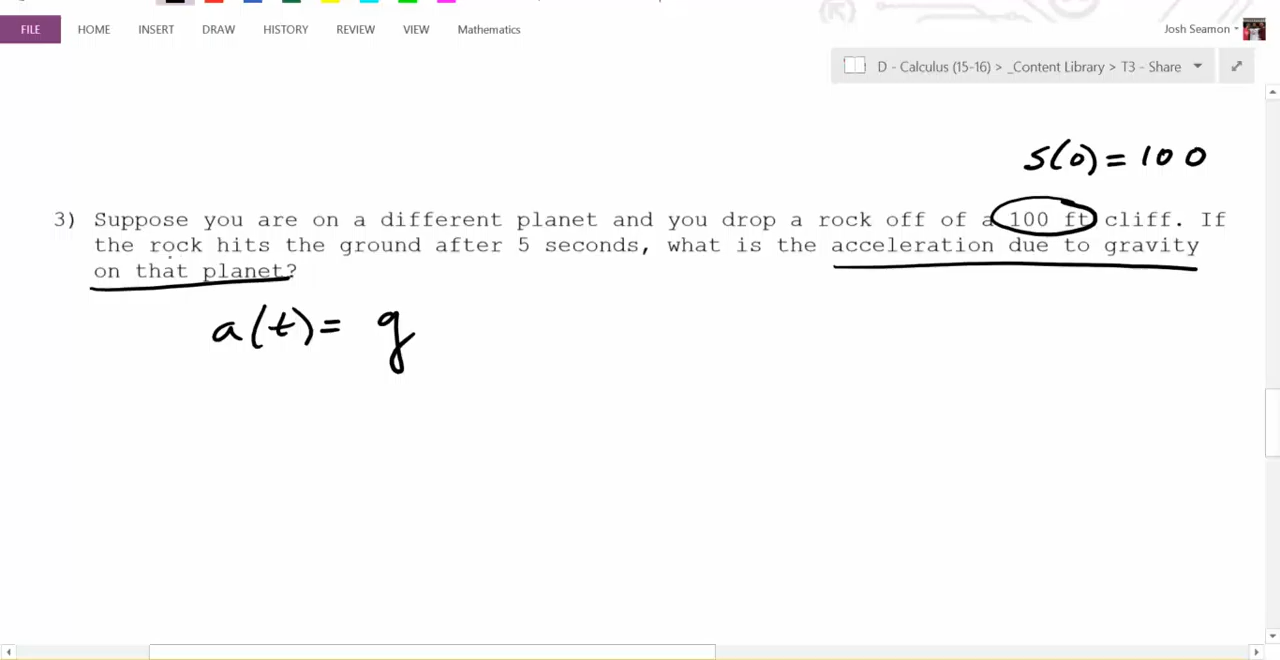 FILE HOME INSERT DRAW HISTORY REVIEW VIEW Mathematics Josh Seamon
D - Calculus (15-16) > _Content Library > T3 - Share
s(0) = 100
3) Suppose you are on a different planet and you drop a rock off of a 100 ft cliff. If
the rock hits the ground after 5 seconds, what is the acceleration due to gravity
on that planet?
a(t) = g